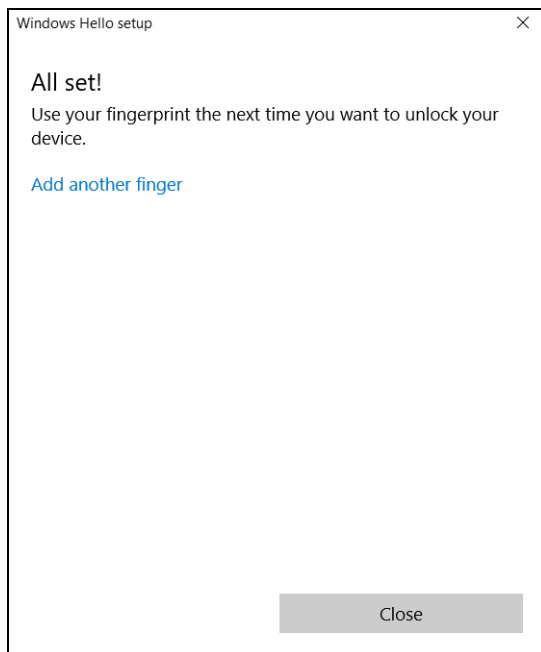 Windows Hello setup
All set!
Use your fingerprint the next time you want to unlock your
device.
Add another finger
Close